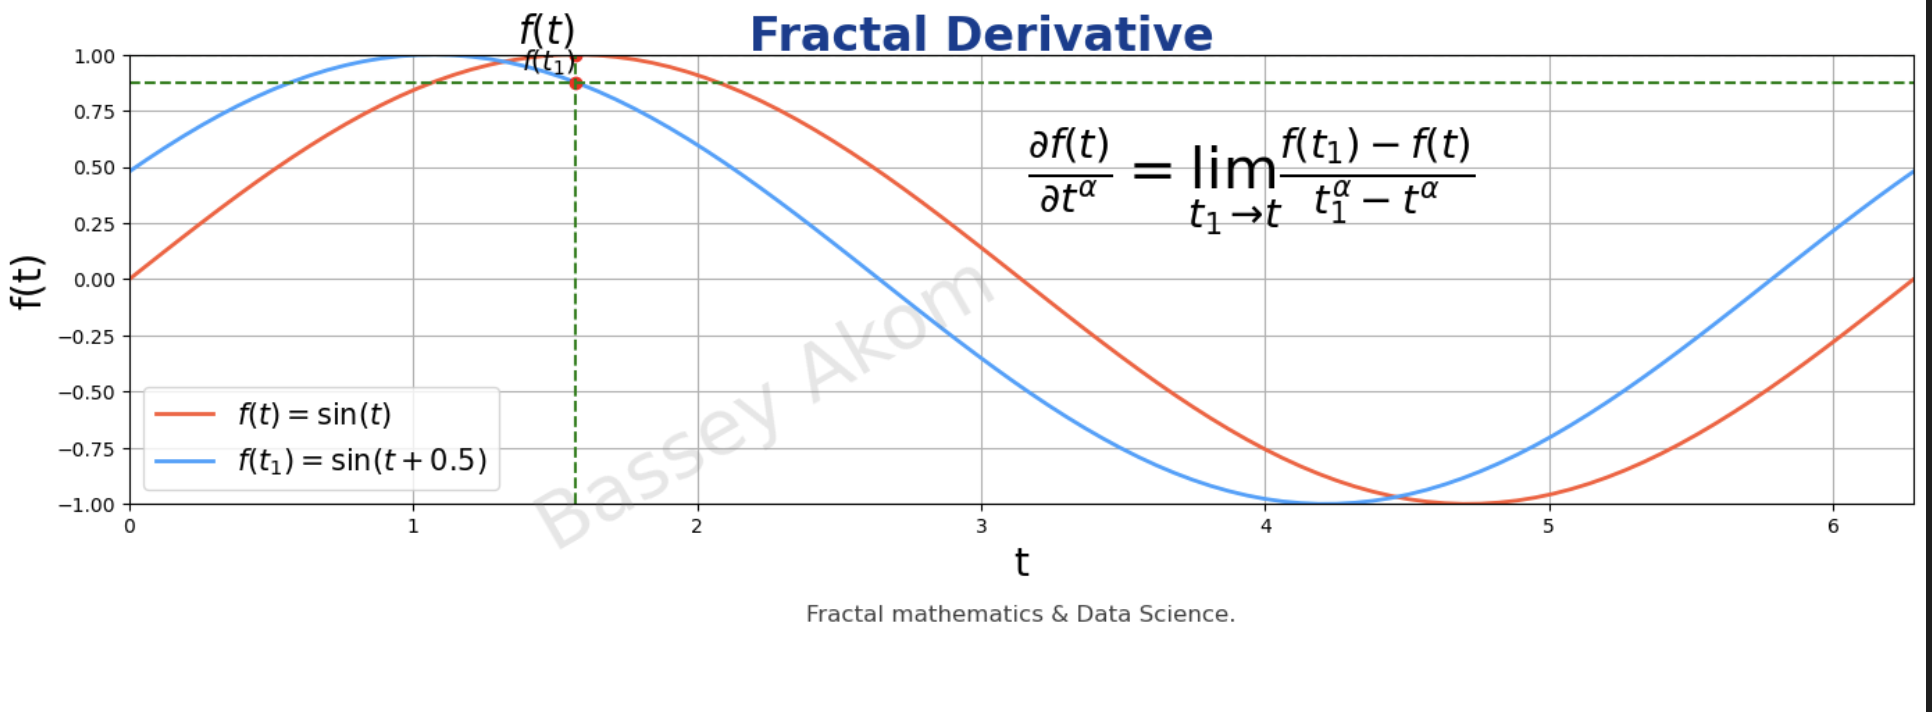 Fractal Derivative
f(t)
f(t₁)
1.00
0.75
0.50
0.25
0.00
−0.25
−0.50
−0.75
−1.00
f(t)
∂f(t)/∂t^α = lim_{t₁→t} (f(t₁) − f(t))/(t₁^α − t^α)
f(t) = sin(t)
f(t₁) = sin(t + 0.5)
Bassey Akom
0 1 2 3 4 5 6
t
Fractal mathematics & Data Science.